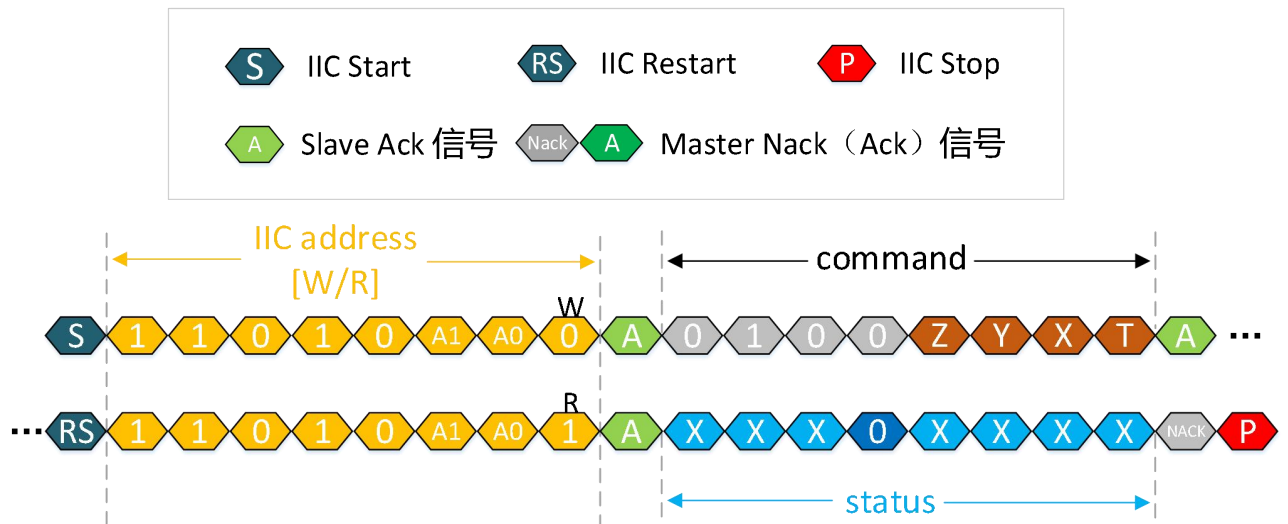 S IIC Start RS IIC Restart P IIC Stop
A Slave Ack 信号 Nack A Master Nack（Ack）信号
IIC address
[W/R]
command
W
S 1 1 0 1 0 A1 A0 0 A 0 1 0 0 Z Y X T A ...
R
... RS 1 1 0 1 0 A1 A0 1 A X X X 0 X X X X NACK P
status